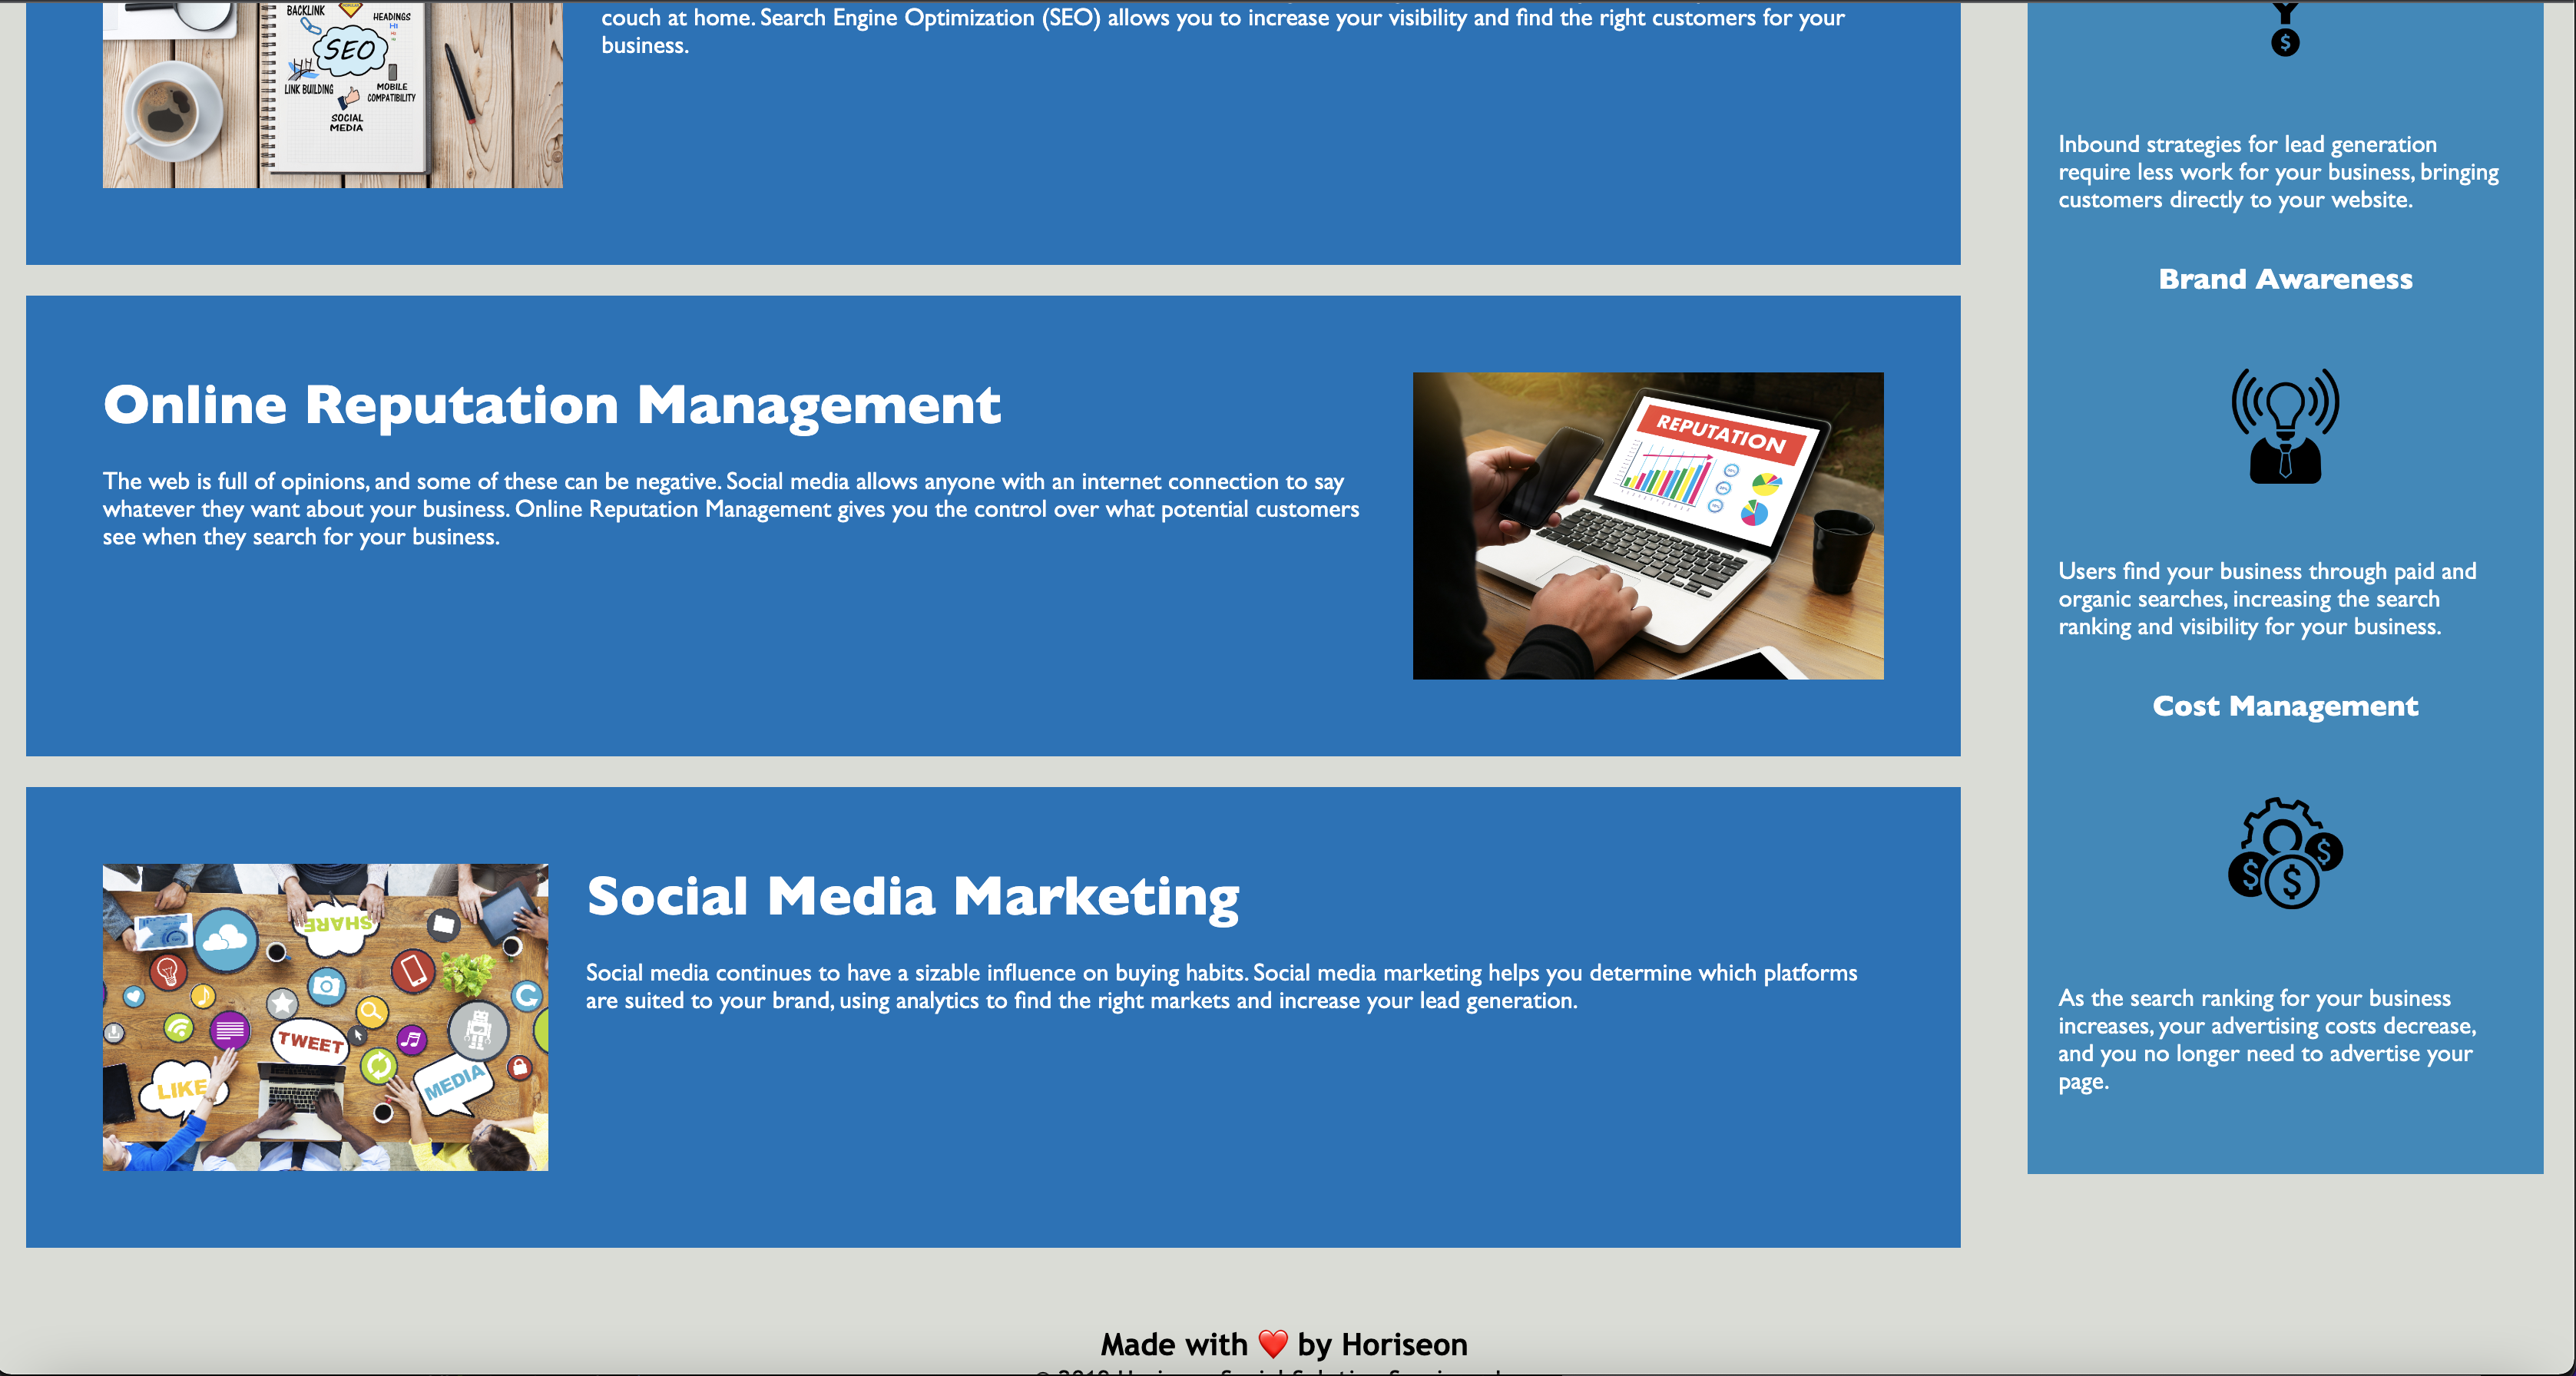 couch at home. Search Engine Optimization (SEO) allows you to increase your visibility and find the right customers for your
business.
BACKLINK
HEADINGS
SEO
LINK BUILDING
MOBILE
COMPATIBILITY
SOCIAL
MEDIA
Online Reputation Management
The web is full of opinions, and some of these can be negative. Social media allows anyone with an internet connection to say
whatever they want about your business. Online Reputation Management gives you the control over what potential customers
see when they search for your business.
REPUTATION
Social Media Marketing
Social media continues to have a sizable influence on buying habits. Social media marketing helps you determine which platforms
are suited to your brand, using analytics to find the right markets and increase your lead generation.
SHARE
TWEET
LIKE
MEDIA
$
Inbound strategies for lead generation
require less work for your business, bringing
customers directly to your website.
Brand Awareness
Users find your business through paid and
organic searches, increasing the search
ranking and visibility for your business.
Cost Management
$ $ $
As the search ranking for your business
increases, your advertising costs decrease,
and you no longer need to advertise your
page.
Made with ❤️ by Horiseon